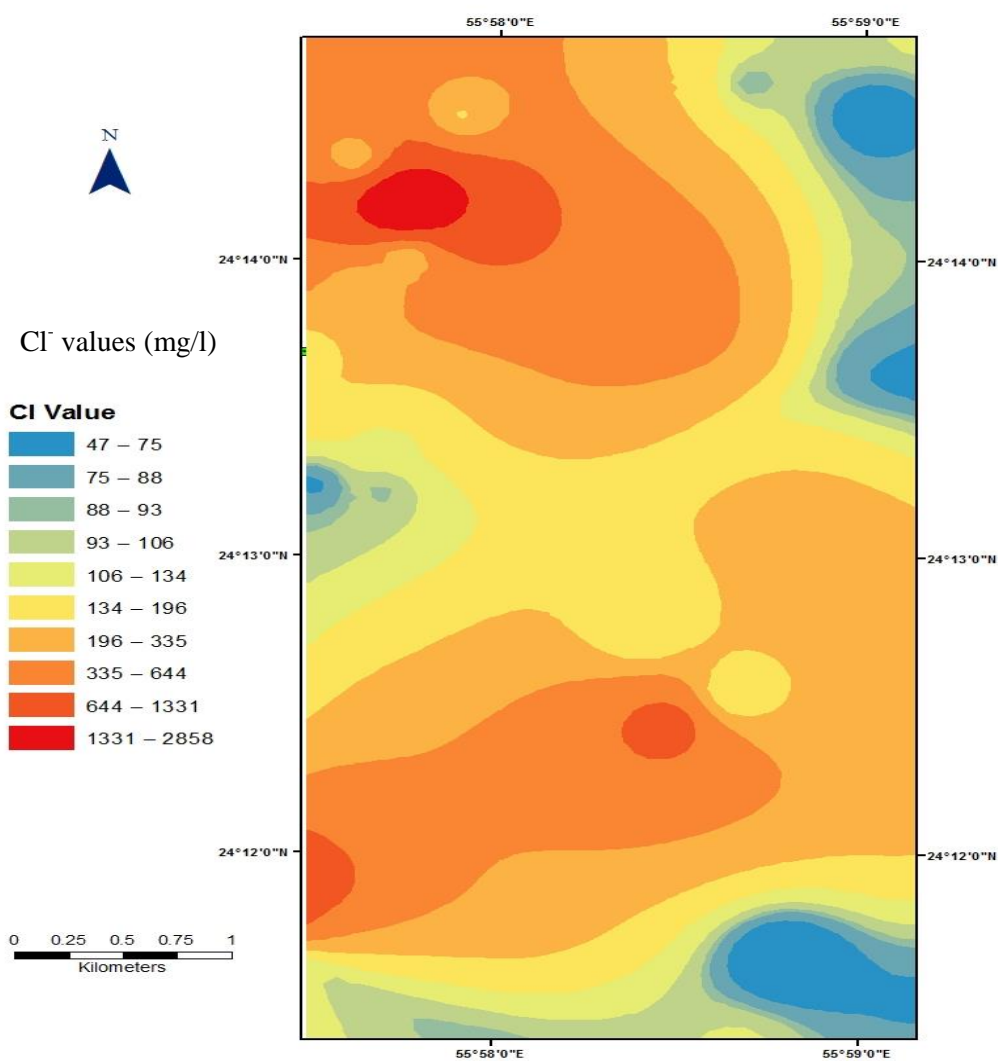 55°58'0"E 55°59'0"E
N
24°14'0"N 24°14'0"N
Cl⁻ values (mg/l)
Cl Value
47 – 75
75 – 88
88 – 93
93 – 106
106 – 134
134 – 196
196 – 335
335 – 644
644 – 1331
1331 – 2858
24°13'0"N 24°13'0"N
24°12'0"N 24°12'0"N
0 0.25 0.5 0.75 1
Kilometers
55°58'0"E 55°59'0"E